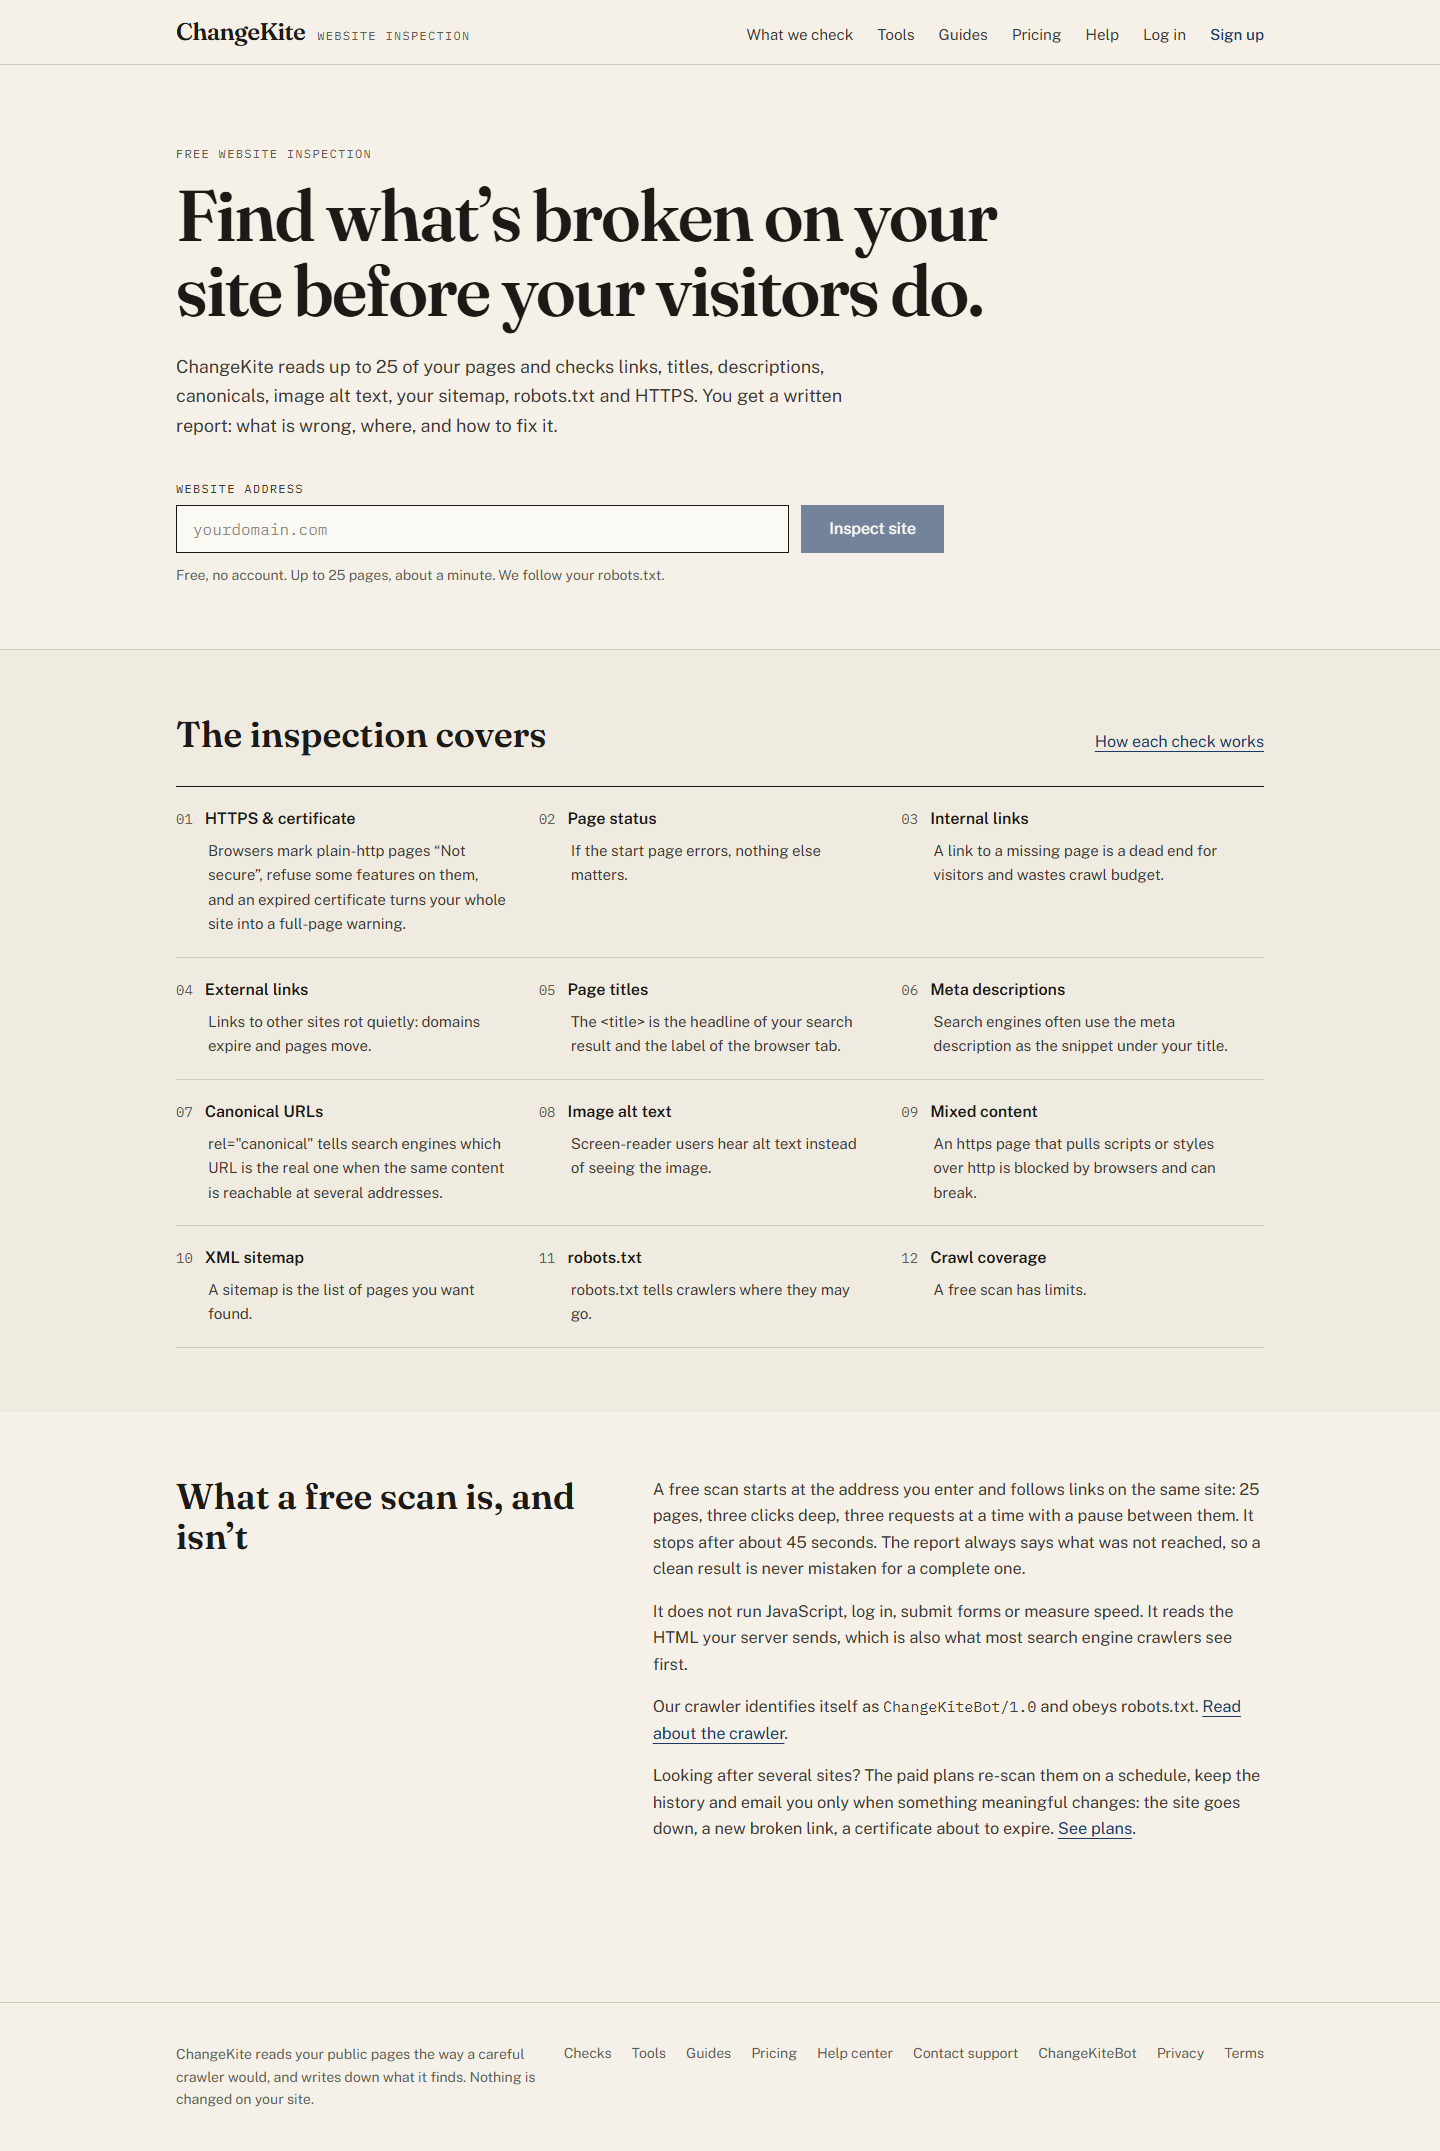 ChangeKite WEBSITE INSPECTION
What we check Tools Guides Pricing Help Log in Sign up
FREE WEBSITE INSPECTION
Find what’s broken on your
site before your visitors do.
ChangeKite reads up to 25 of your pages and checks links, titles, descriptions,
canonicals, image alt text, your sitemap, robots.txt and HTTPS. You get a written
report: what is wrong, where, and how to fix it.
WEBSITE ADDRESS
yourdomain.com
Inspect site
Free, no account. Up to 25 pages, about a minute. We follow your robots.txt.
The inspection covers
How each check works
01 HTTPS & certificate
Browsers mark plain-http pages “Not
secure”, refuse some features on them,
and an expired certificate turns your whole
site into a full-page warning.
02 Page status
If the start page errors, nothing else
matters.
03 Internal links
A link to a missing page is a dead end for
visitors and wastes crawl budget.
04 External links
Links to other sites rot quietly: domains
expire and pages move.
05 Page titles
The <title> is the headline of your search
result and the label of the browser tab.
06 Meta descriptions
Search engines often use the meta
description as the snippet under your title.
07 Canonical URLs
rel="canonical" tells search engines which
URL is the real one when the same content
is reachable at several addresses.
08 Image alt text
Screen-reader users hear alt text instead
of seeing the image.
09 Mixed content
An https page that pulls scripts or styles
over http is blocked by browsers and can
break.
10 XML sitemap
A sitemap is the list of pages you want
found.
11 robots.txt
robots.txt tells crawlers where they may
go.
12 Crawl coverage
A free scan has limits.
What a free scan is, and
isn’t
A free scan starts at the address you enter and follows links on the same site: 25
pages, three clicks deep, three requests at a time with a pause between them. It
stops after about 45 seconds. The report always says what was not reached, so a
clean result is never mistaken for a complete one.
It does not run JavaScript, log in, submit forms or measure speed. It reads the
HTML your server sends, which is also what most search engine crawlers see
first.
Our crawler identifies itself as ChangeKiteBot/1.0 and obeys robots.txt. Read
about the crawler.
Looking after several sites? The paid plans re-scan them on a schedule, keep the
history and email you only when something meaningful changes: the site goes
down, a new broken link, a certificate about to expire. See plans.
ChangeKite reads your public pages the way a careful
crawler would, and writes down what it finds. Nothing is
changed on your site.
Checks Tools Guides Pricing Help center Contact support ChangeKiteBot Privacy Terms